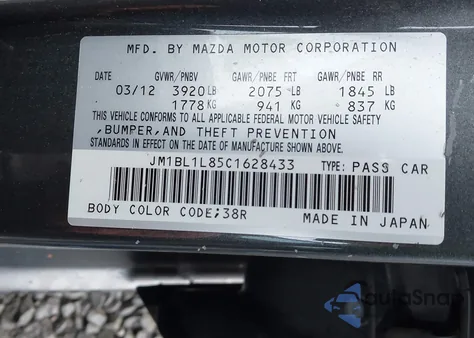 MFD. BY MAZDA MOTOR CORPORATION
DATE GVWR/PNBV GAWR/PNBE FRT GAWR/PNBE RR
03/12 3920 LB 2075 LB 1845 LB
1778 KG 941 KG 837 KG
THIS VEHICLE CONFORMS TO ALL APPLICABLE FEDERAL MOTOR VEHICLE SAFETY
,BUMPER,AND THEFT PREVENTION
STANDARDS IN EFFECT ON THE DATE OF MANUFACTURE SHOWN ABOVE.
JM1BL1L85C1628433 TYPE: PASS CAR
BODY COLOR CODE;38R MADE IN JAPAN
AutoSnap